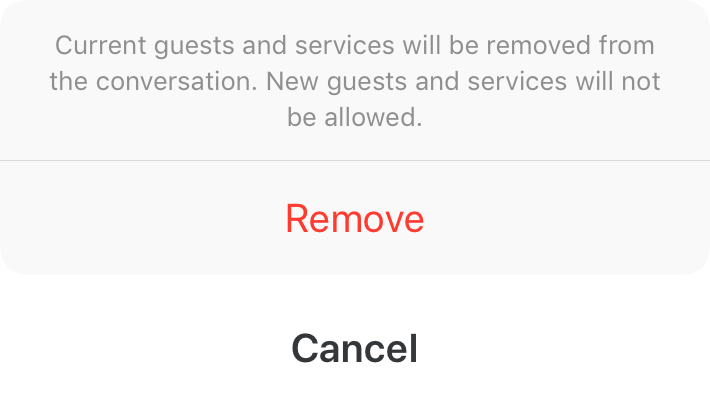 Current guests and services will be removed from
the conversation. New guests and services will not
be allowed.
Remove
Cancel